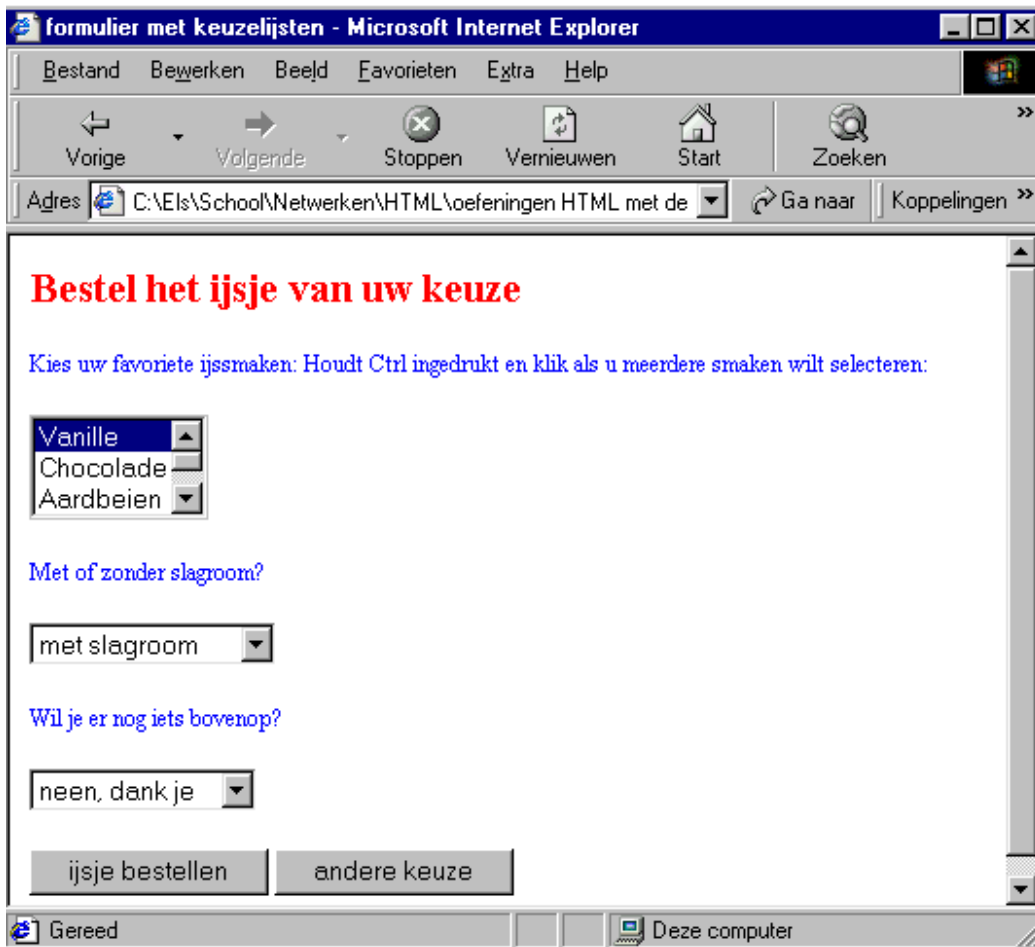 formulier met keuzelijsten - Microsoft Internet Explorer
Bestand Bewerken Beeld Favorieten Extra Help
Vorige Volgende Stoppen Vernieuwen Start Zoeken »
Adres C:\Els\School\Netwerken\HTML\oefeningen HTML met de Ga naar Koppelingen »
Bestel het ijsje van uw keuze
Kies uw favoriete ijssmaken: Houdt Ctrl ingedrukt en klik als u meerdere smaken wilt selecteren:
Vanille
Chocolade
Aardbeien
Met of zonder slagroom?
met slagroom
Wil je er nog iets bovenop?
neen, dank je
ijsje bestellen andere keuze
Gereed Deze computer